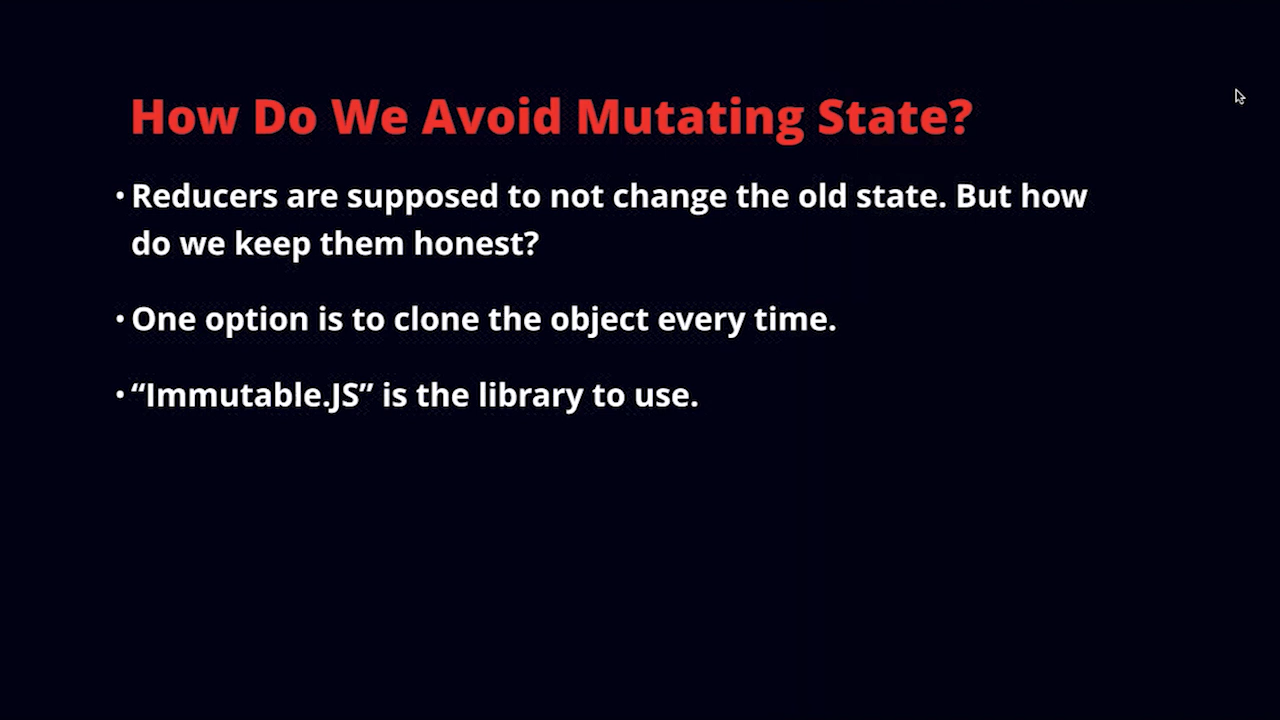 How Do We Avoid Mutating State?
• Reducers are supposed to not change the old state. But how
do we keep them honest?
• One option is to clone the object every time.
• “Immutable.JS” is the library to use.